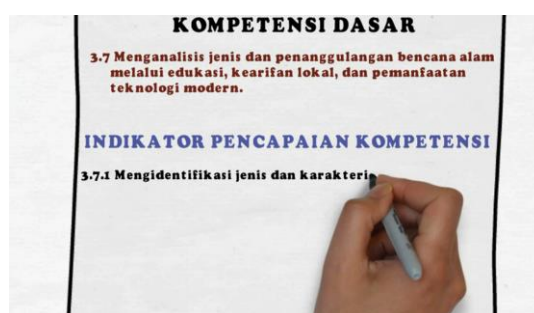 KOMPETENSI DASAR
3.7 Menganalisis jenis dan penanggulangan bencana alam
melalui edukasi, kearifan lokal, dan pemanfaatan
teknologi modern.
INDIKATOR PENCAPAIAN KOMPETENSI
3.7.1 Mengidentifikasi jenis dan karakteri